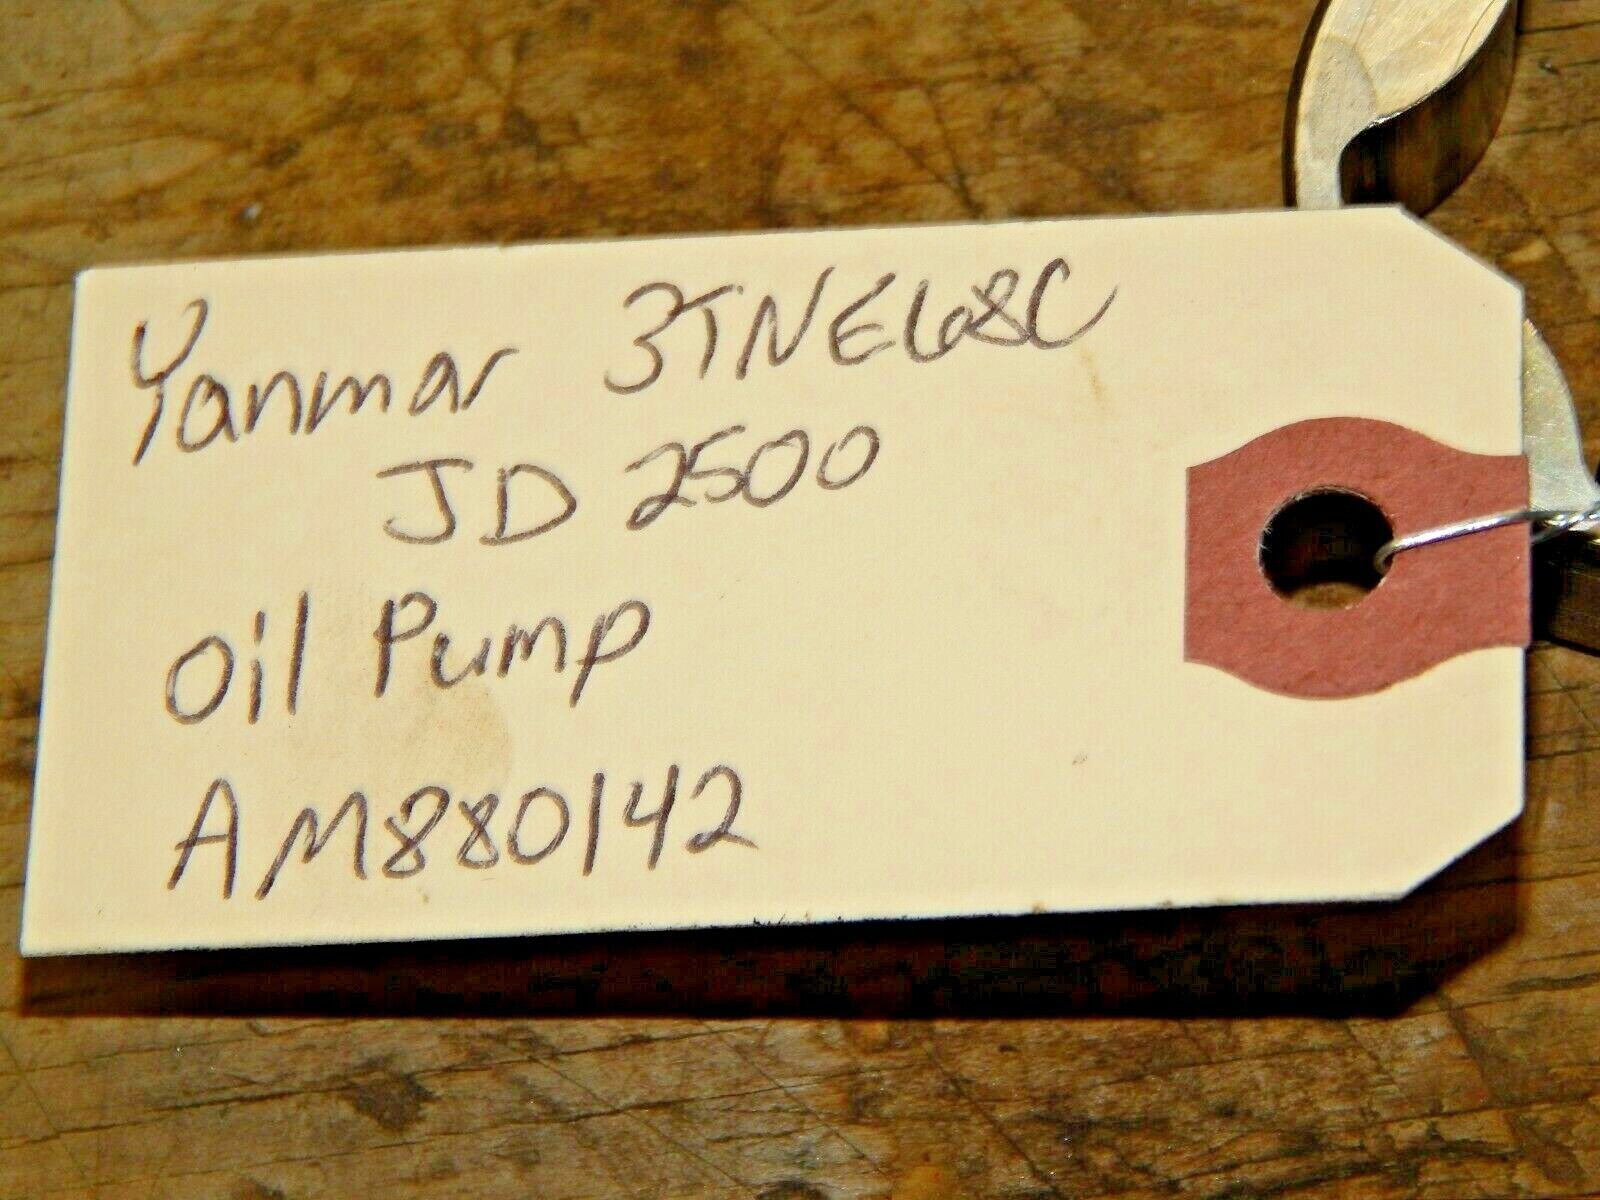 Yanmar 3TNE68C
JD 2500
Oil Pump
AM880142